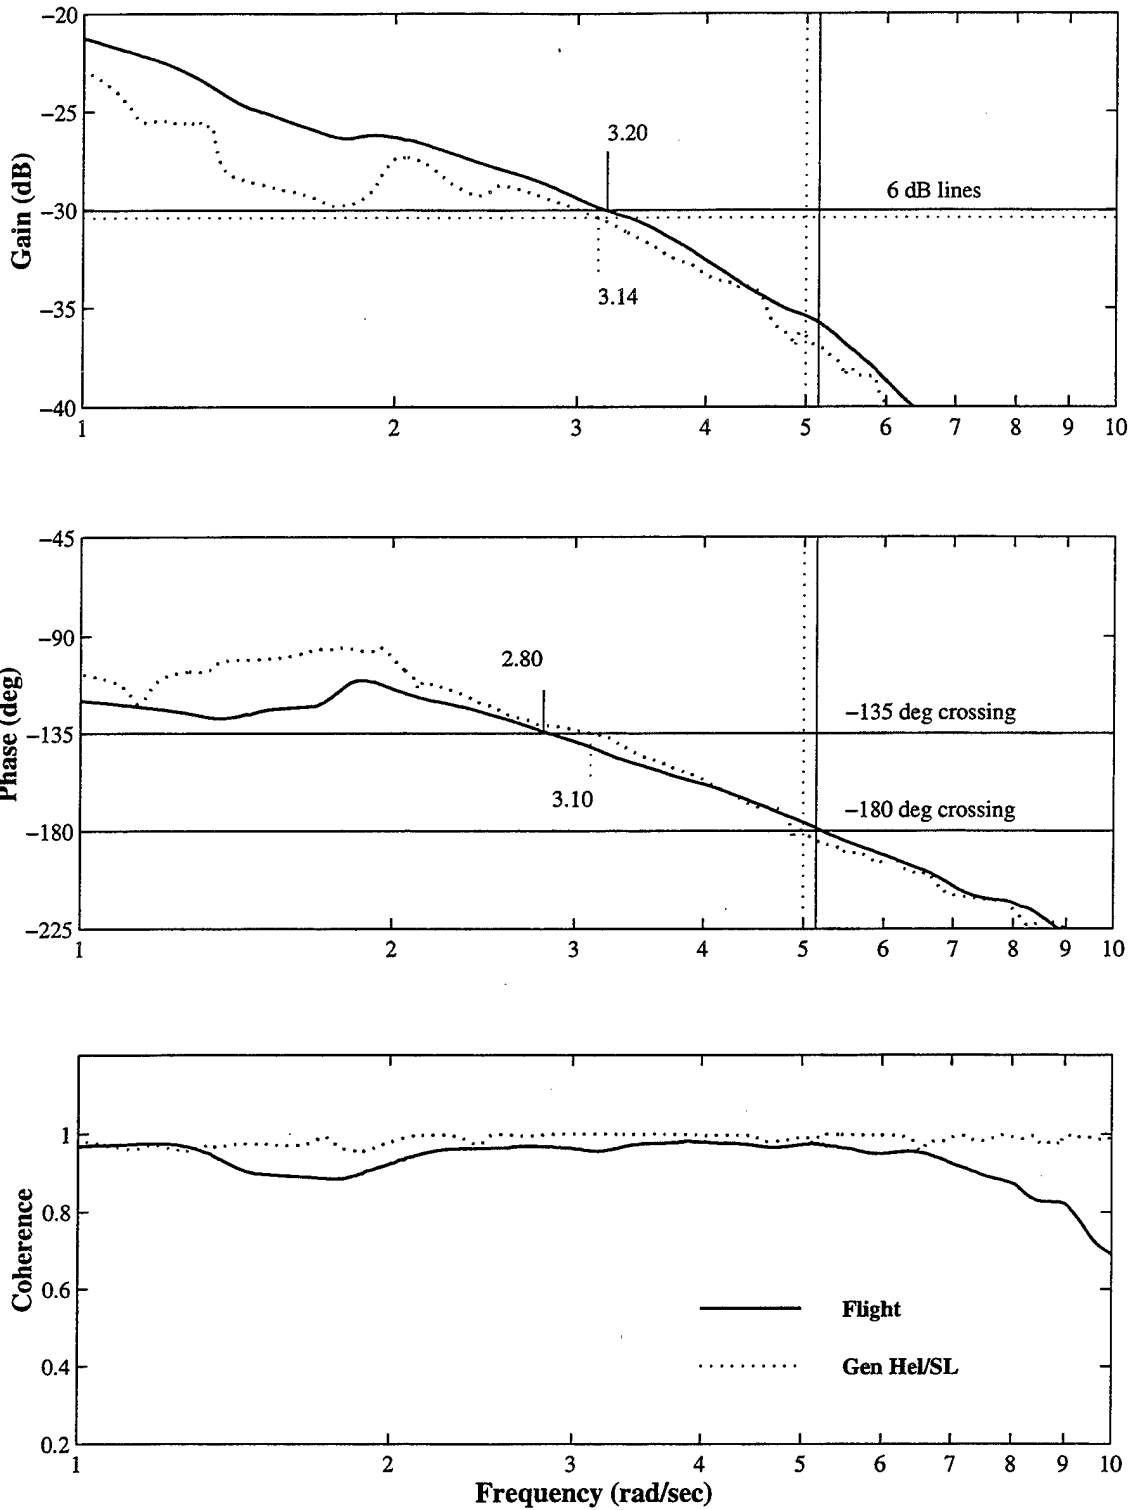 −20
−25
−30
−35
−40
Gain (dB)
3.20
6 dB lines
3.14
1 2 3 4 5 6 7 8 9 10
−45
−90
−135
−180
−225
Phase (deg)
2.80
−135 deg crossing
3.10
−180 deg crossing
1 2 3 4 5 6 7 8 9 10
1
0.8
0.6
0.4
0.2
Coherence
Flight
Gen Hel/SL
1 2 3 4 5 6 7 8 9 10
Frequency (rad/sec)